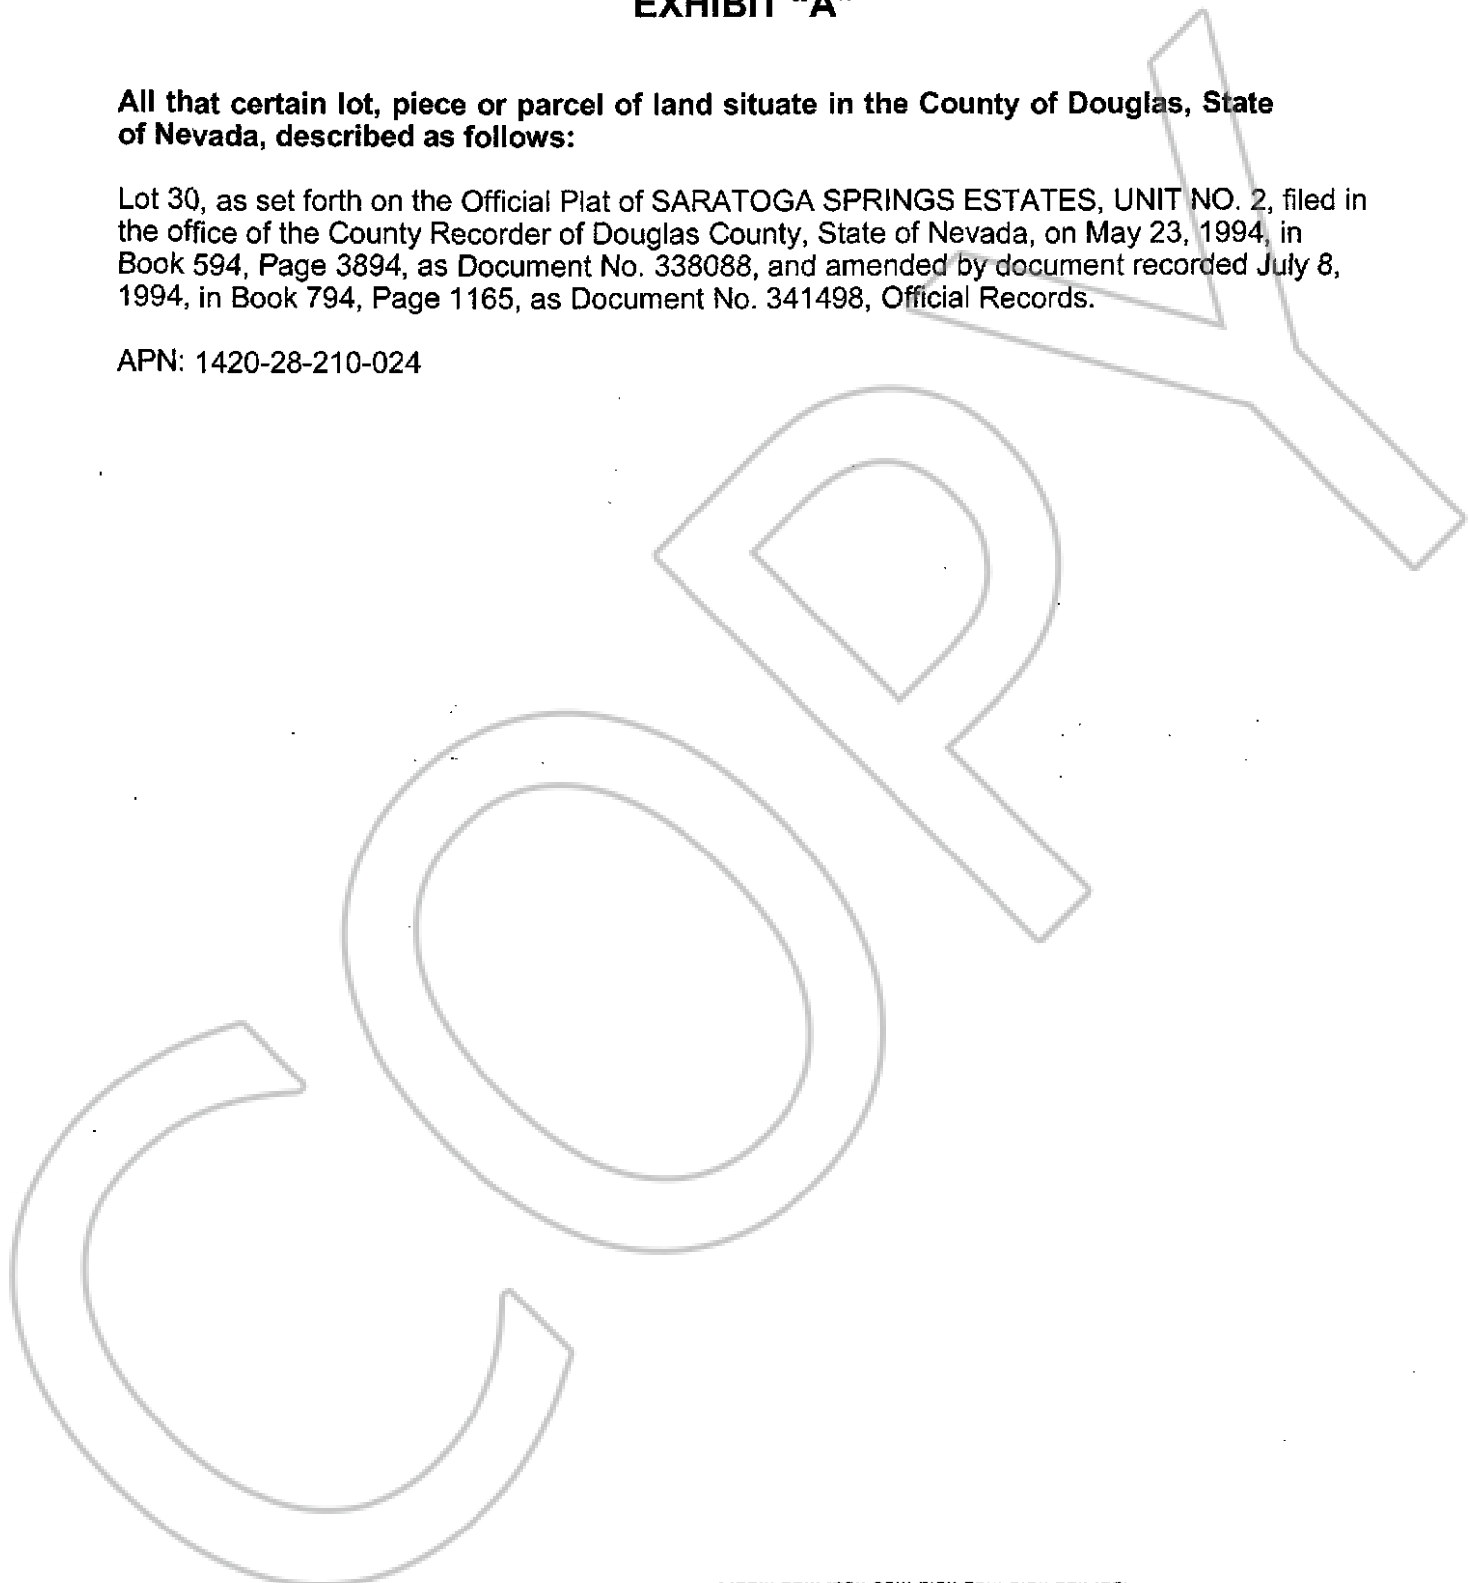 EXHIBIT "A"
All that certain lot, piece or parcel of land situate in the County of Douglas, State
of Nevada, described as follows:
Lot 30, as set forth on the Official Plat of SARATOGA SPRINGS ESTATES, UNIT NO. 2, filed in
the office of the County Recorder of Douglas County, State of Nevada, on May 23, 1994, in
Book 594, Page 3894, as Document No. 338088, and amended by document recorded July 8,
1994, in Book 794, Page 1165, as Document No. 341498, Official Records.
APN: 1420-28-210-024
COPY